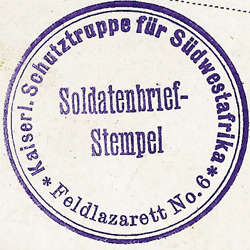 Kaiserl. Schutztruppe für Südwestafrika
Soldatenbrief-
Stempel
* Feldlazarett No. 6 *